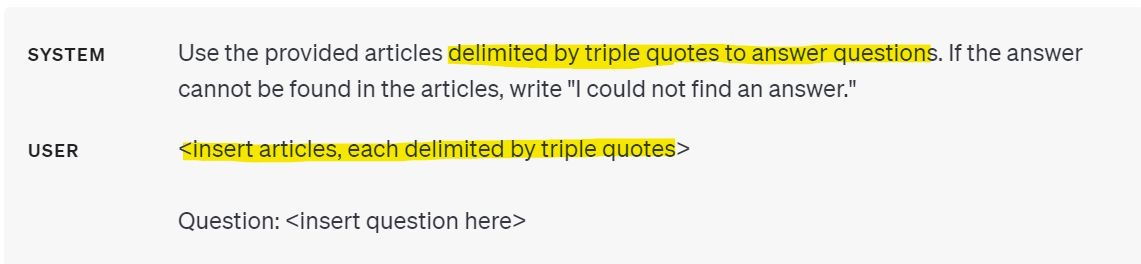 SYSTEM Use the provided articles delimited by triple quotes to answer questions. If the answer
cannot be found in the articles, write "I could not find an answer."
USER <insert articles, each delimited by triple quotes>
Question: <insert question here>